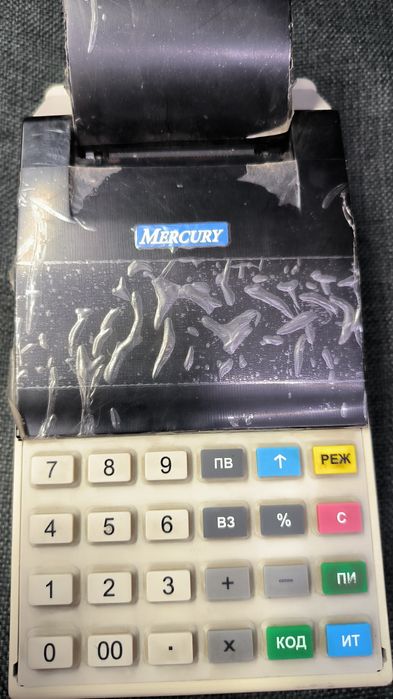 MERCURY
7 8 9 ПВ ↑ РЕЖ
4 5 6 ВЗ % С
1 2 3 + — ПИ
0 00 . X КОД ИТ